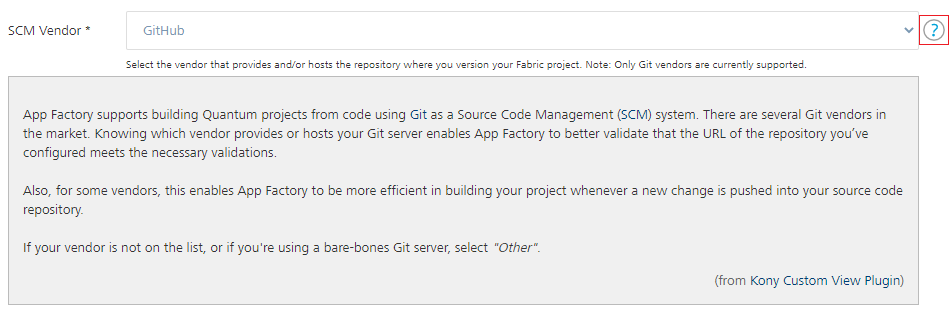 SCM Vendor *
GitHub
?
Select the vendor that provides and/or hosts the repository where you version your Fabric project. Note: Only Git vendors are currently supported.
App Factory supports building Quantum projects from code using Git as a Source Code Management (SCM) system. There are several Git vendors in
the market. Knowing which vendor provides or hosts your Git server enables App Factory to better validate that the URL of the repository you’ve
configured meets the necessary validations.
Also, for some vendors, this enables App Factory to be more efficient in building your project whenever a new change is pushed into your source code
repository.
If your vendor is not on the list, or if you're using a bare-bones Git server, select "Other".
(from Kony Custom View Plugin)